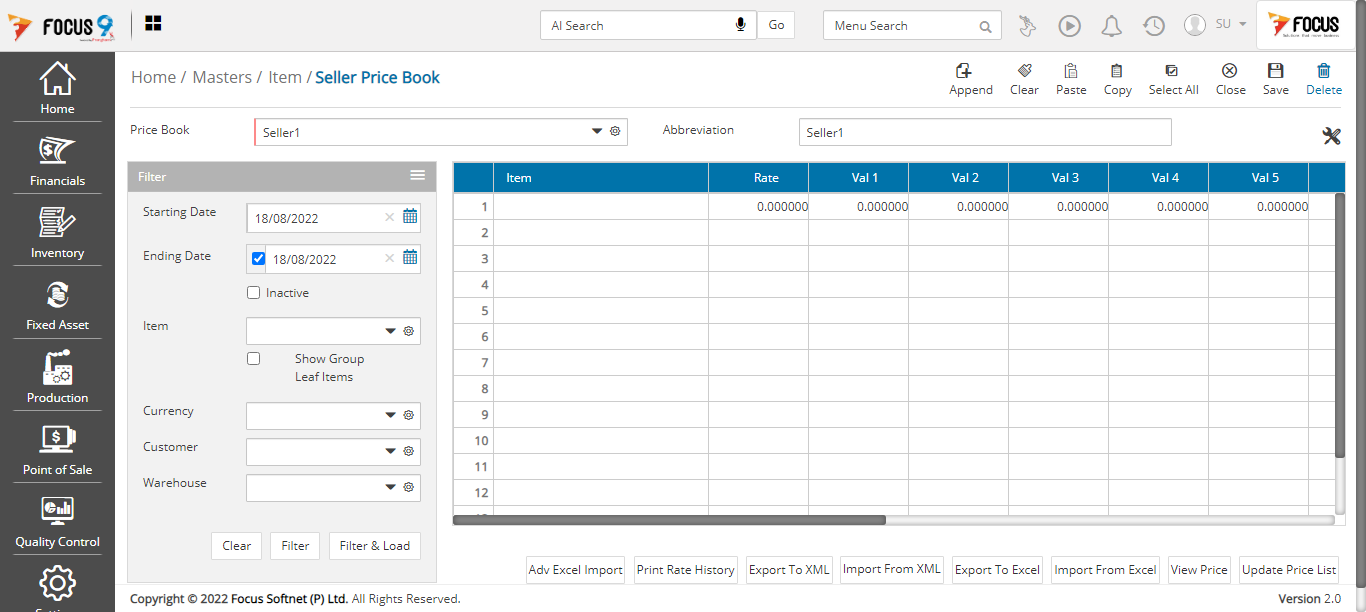 FOCUS 9
AI Search
Go
Menu Search
SU
FOCUS
Home
Financials
Inventory
Fixed Asset
Production
Point of Sale
Quality Control
Home / Masters / Item / Seller Price Book
Append Clear Paste Copy Select All Close Save Delete
Price Book Seller1 Abbreviation Seller1
Filter
Starting Date 18/08/2022
Ending Date 18/08/2022
Inactive
Item
Show Group
Leaf Items
Currency
Customer
Warehouse
Clear Filter Filter & Load
Item Rate Val 1 Val 2 Val 3 Val 4 Val 5
1 0.000000 0.000000 0.000000 0.000000 0.000000 0.000000
2
3
4
5
6
7
8
9
10
11
12
Adv Excel Import Print Rate History Export To XML Import From XML Export To Excel Import From Excel View Price Update Price List
Copyright © 2022 Focus Softnet (P) Ltd. All Rights Reserved.
Version 2.0